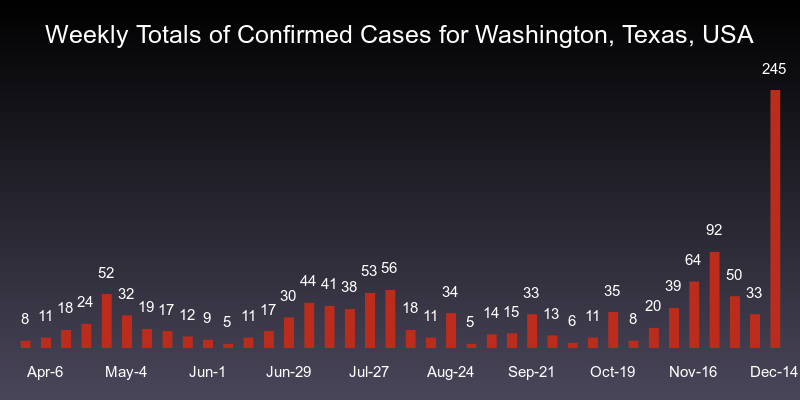 Weekly Totals of Confirmed Cases for Washington, Texas, USA
8 11 18 24 52 32 19 17 12 9 5 11 17 30 44 41 38 53 56 18 11 34 5 14 15 33 13 6 11 35 8 20 39 64 92 50 33 245
Apr-6 May-4 Jun-1 Jun-29 Jul-27 Aug-24 Sep-21 Oct-19 Nov-16 Dec-14